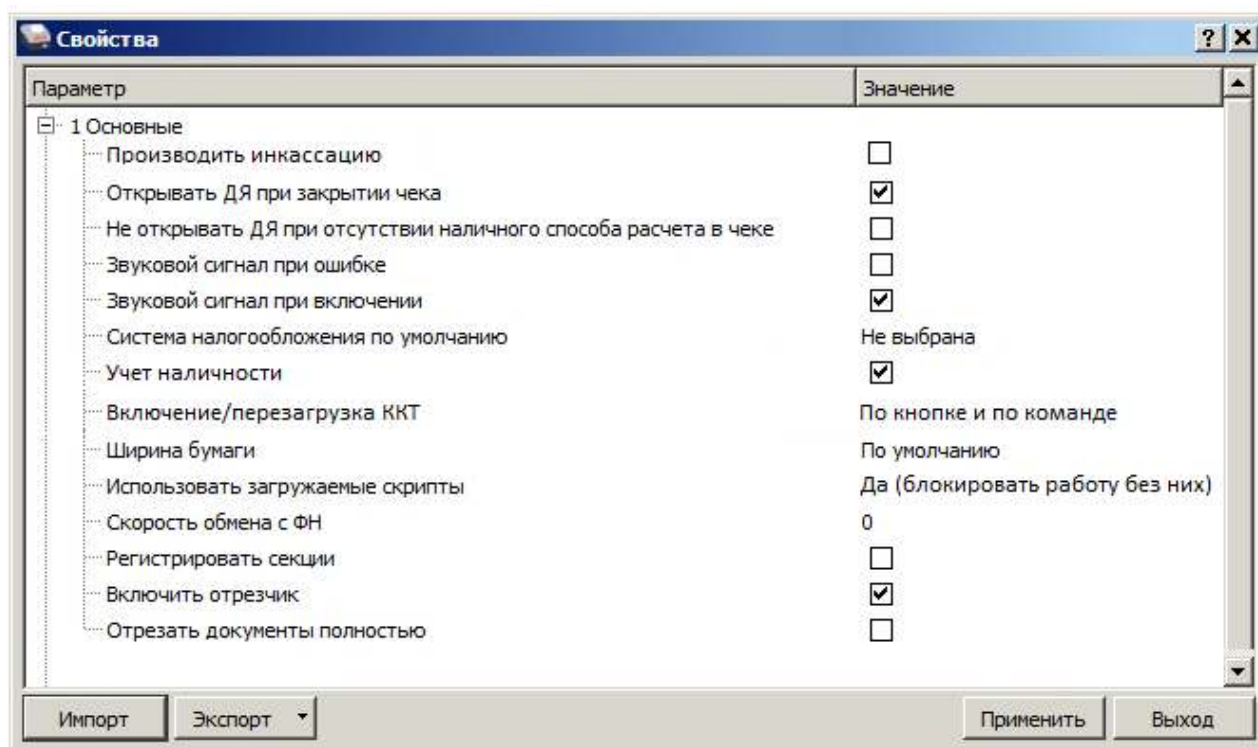 Свойства
Параметр Значение
1 Основные
Производить инкассацию
Открывать ДЯ при закрытии чека
Не открывать ДЯ при отсутствии наличного способа расчета в чеке
Звуковой сигнал при ошибке
Звуковой сигнал при включении
Система налогообложения по умолчанию Не выбрана
Учет наличности
Включение/перезагрузка ККТ По кнопке и по команде
Ширина бумаги По умолчанию
Использовать загружаемые скрипты Да (блокировать работу без них)
Скорость обмена с ФН 0
Регистрировать секции
Включить отрезчик
Отрезать документы полностью
Импорт Экспорт Применить Выход